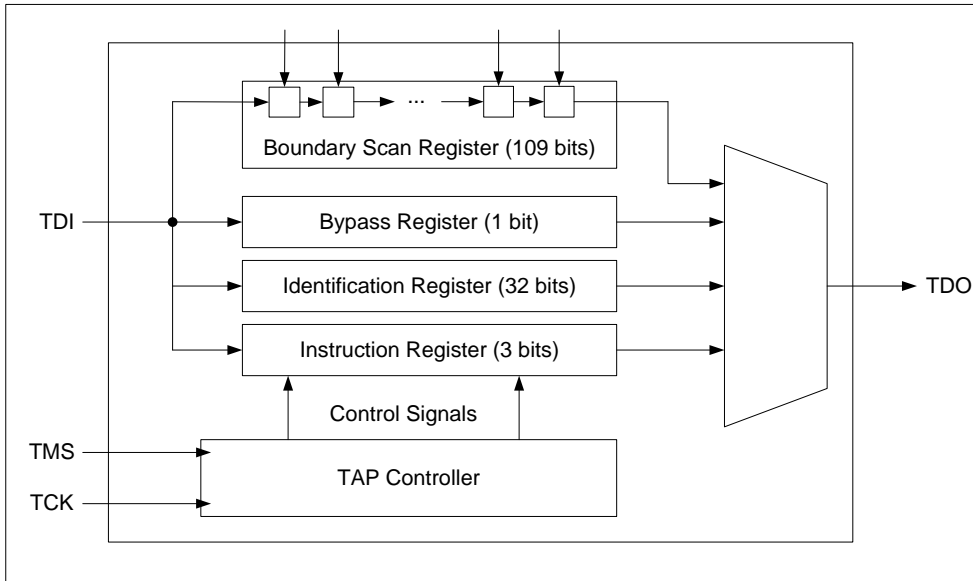 ...
Boundary Scan Register (109 bits)
TDI
Bypass Register (1 bit)
Identification Register (32 bits)
TDO
Instruction Register (3 bits)
Control Signals
TMS
TAP Controller
TCK